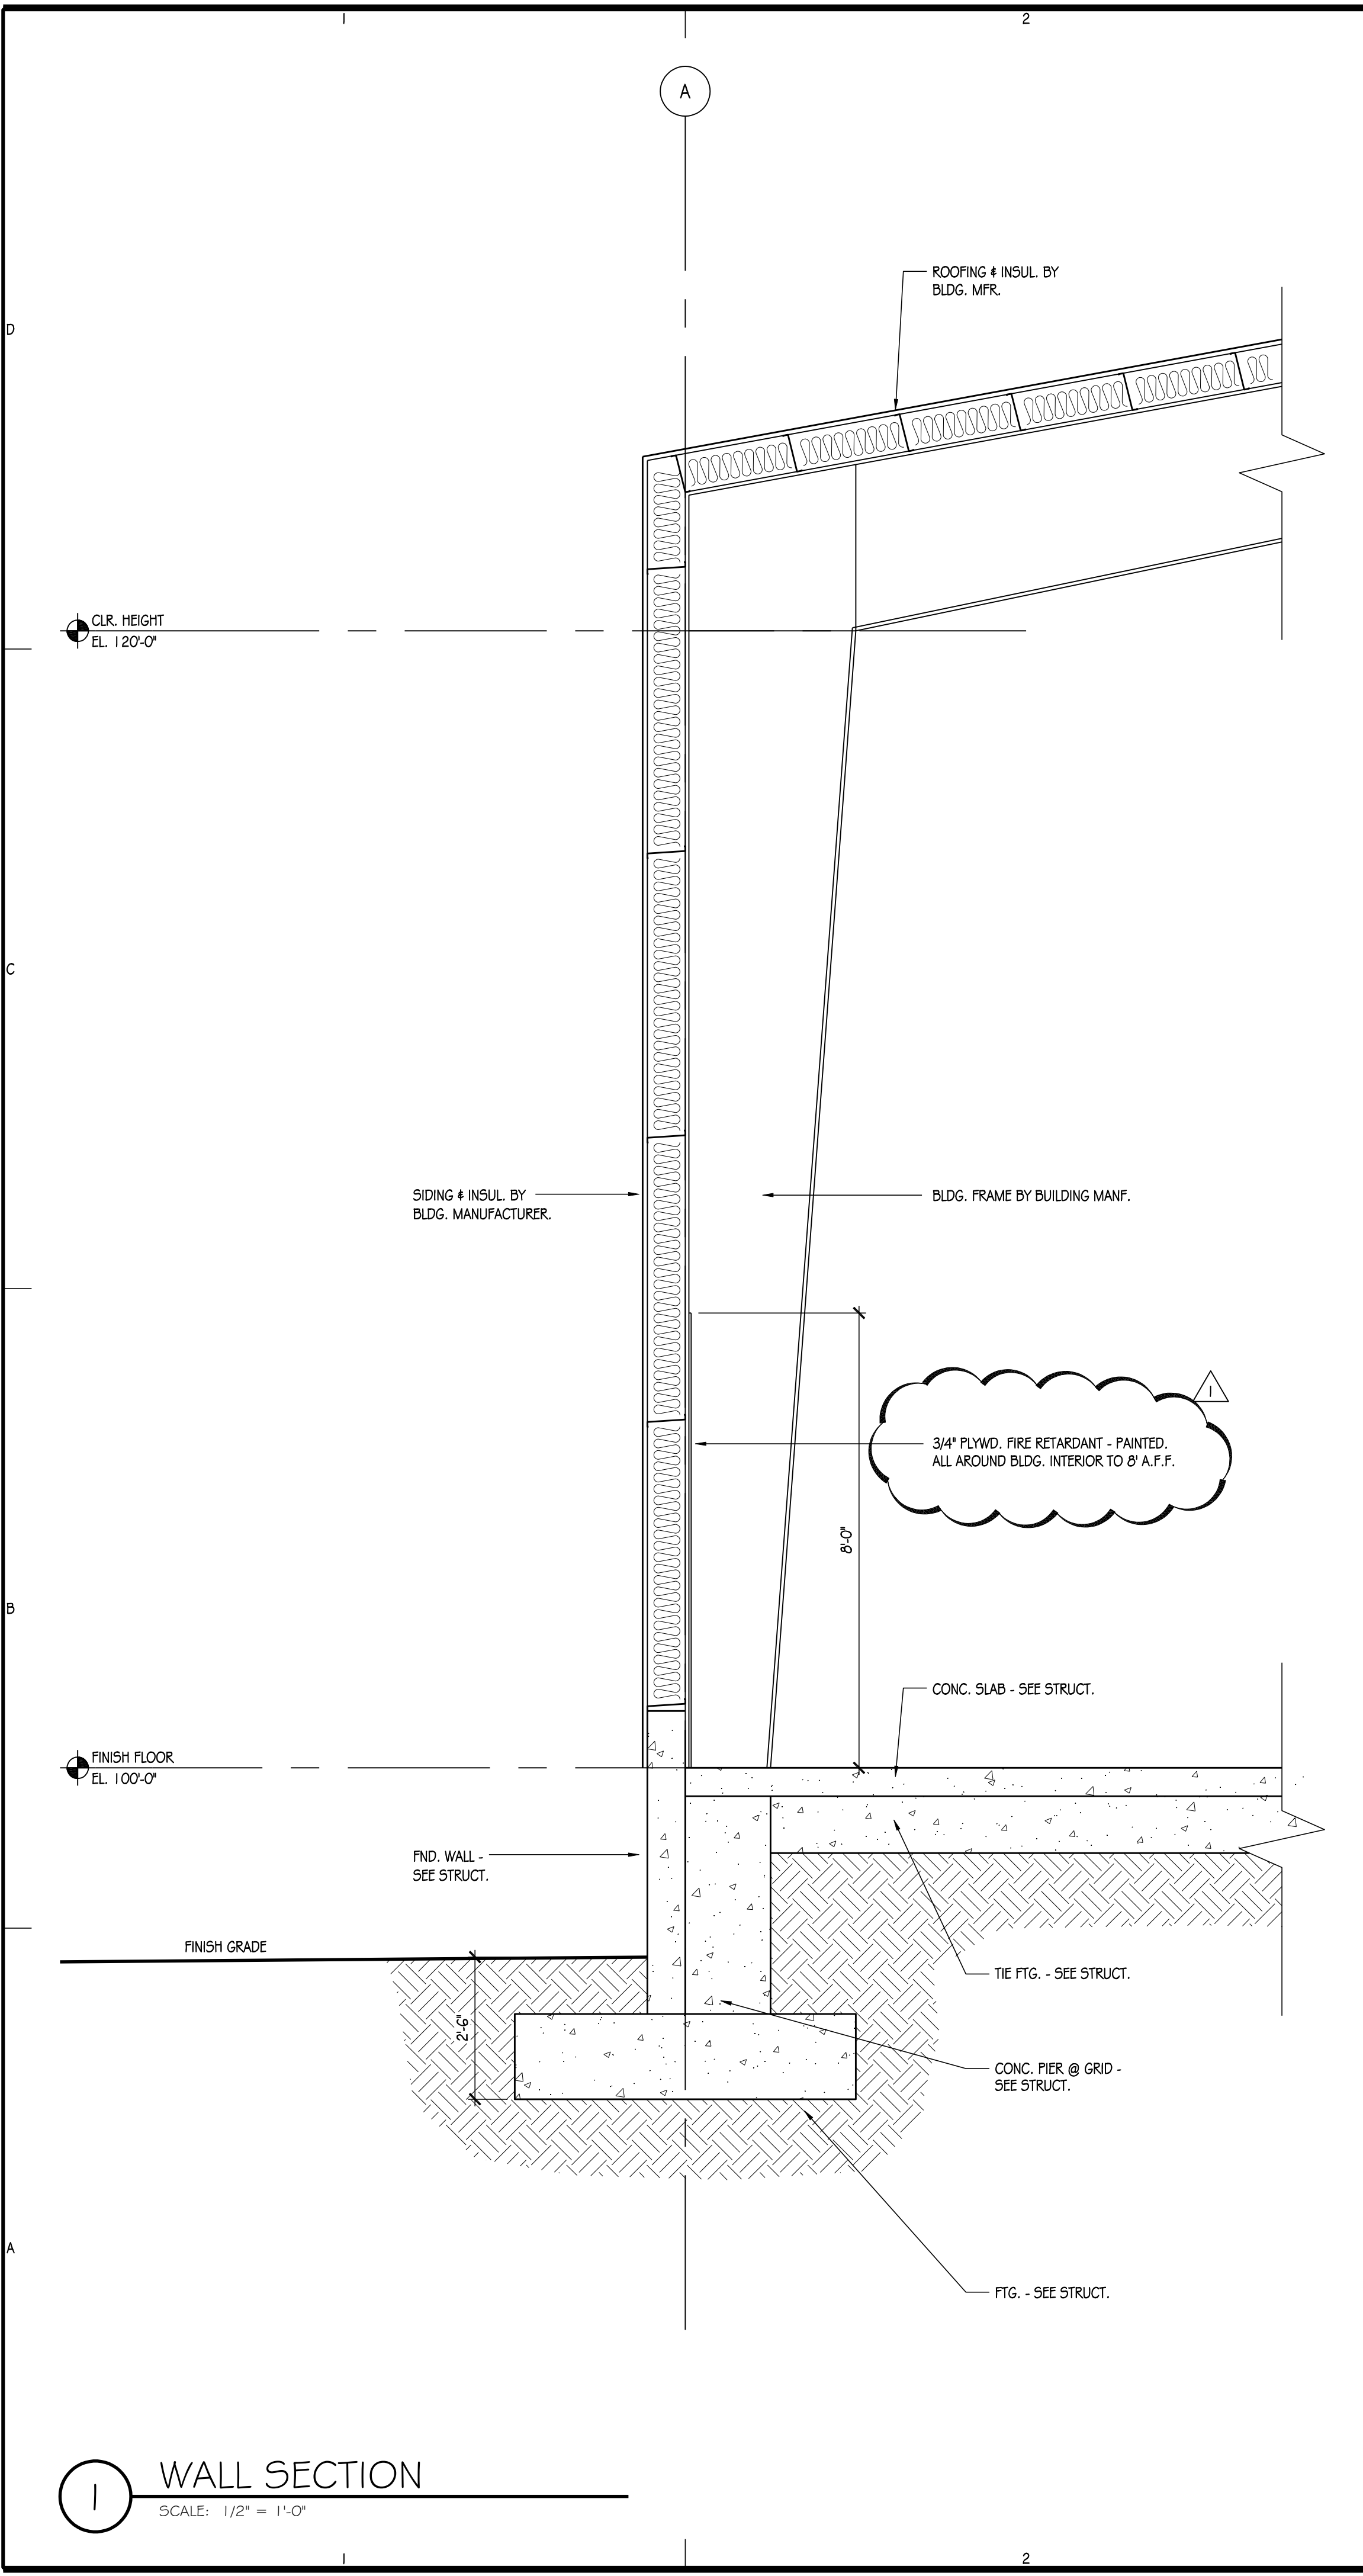 1
2
A
ROOFING & INSUL. BY
BLDG. MFR.
D
CLR. HEIGHT
EL. 120'-0"
C
SIDING & INSUL. BY
BLDG. MANUFACTURER.
BLDG. FRAME BY BUILDING MANF.
1
3/4" PLYWD. FIRE RETARDANT - PAINTED.
ALL AROUND BLDG. INTERIOR TO 8' A.F.F.
8'-0"
B
CONC. SLAB - SEE STRUCT.
FINISH FLOOR
EL. 100'-0"
FND. WALL -
SEE STRUCT.
FINISH GRADE
TIE FTG. - SEE STRUCT.
2'-6"
CONC. PIER @ GRID -
SEE STRUCT.
A
FTG. - SEE STRUCT.
1
WALL SECTION
SCALE: 1/2" = 1'-0"
1
2